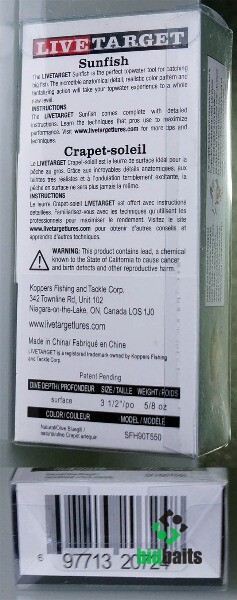 LIVETARGET
Sunfish
The LIVETARGET Sunfish is the perfect topwater tool for catching
big fish. The incredible anatomical detail, realistic color pattern and
tantalizing action will take your topwater experience to a whole
new level.
INSTRUCTIONS
The LIVETARGET Sunfish comes complete with detailed
instructions. Learn the techniques that pros use to maximize
performance. Visit www.livetargetlures.com for more tips and
techniques.
Crapet-soleil
Le LIVETARGET Crapet-soleil est le leurre de surface idéal pour la
pêche au gros. Grâce aux incroyables détails anatomiques, aux
teintes très réalistes et à l'ondulation terriblement excitante, la
pêche en surface ne sera plus jamais la même.
INSTRUCTIONS
Le leurre Crapet-soleil LIVETARGET est offert avec instructions
détaillées. Familiarisez-vous avec les techniques qu utilisent les
professionnels pour maximiser le rendement. Visitez le site
www.livetargetlures.com pour obtenir d'autres conseils et
apprendre d'autres techniques.
WARNING: This product contains lead, a chemical
known to the State of California to cause cancer
and birth defects and other reproductive harm.
Koppers Fishing and Tackle Corp.
342 Townline Rd, Unit 102
Niagara-on-the-Lake, ON, Canada L0S 1J0
www.livetargetlures.com
Made in China/ Fabriqué en Chine
LIVETARGET is a registered trademark owned by Koppers Fishing
and Tackle Corp.
Patent Pending
DIVE DEPTH/ PROFONDEUR SIZE/TAILLE WEIGHT/POIDS
surface 3 1/2"/po 5/8 oz
COLOR/COULEUR MODEL/MODÈLE
Natural/Olive Bluegill/ SFH90T550
naturel/olive Crapet arlequin
6 97713 20724
baits